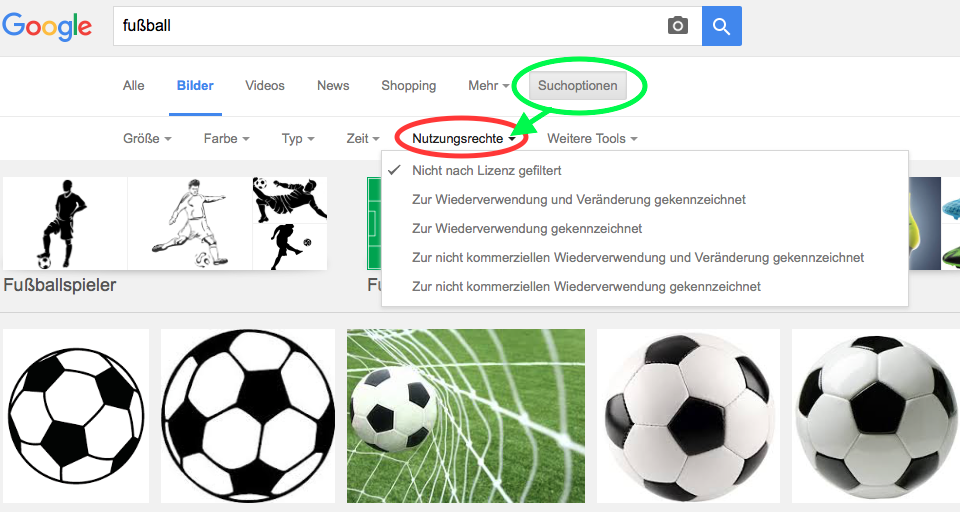 Google
fußball
Alle Bilder Videos News Shopping Mehr Suchoptionen
Größe Farbe Typ Zeit Nutzungsrechte Weitere Tools
Nicht nach Lizenz gefiltert
Zur Wiederverwendung und Veränderung gekennzeichnet
Zur Wiederverwendung gekennzeichnet
Zur nicht kommerziellen Wiederverwendung und Veränderung gekennzeichnet
Zur nicht kommerziellen Wiederverwendung gekennzeichnet
Fußballspieler